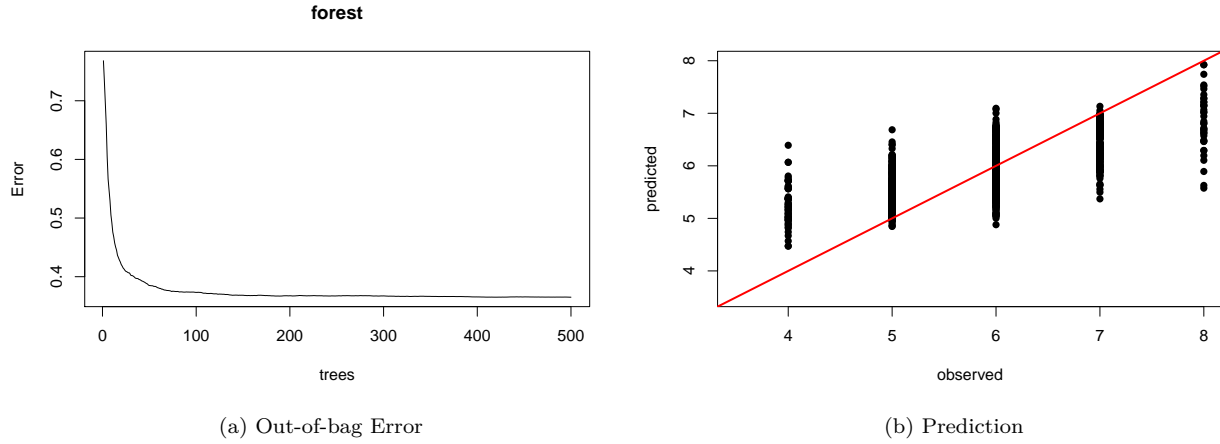 forest
Error
0.4 0.5 0.6 0.7
0 100 200 300 400 500
trees
(a) Out-of-bag Error
predicted
4 5 6 7 8
4 5 6 7 8
observed
(b) Prediction